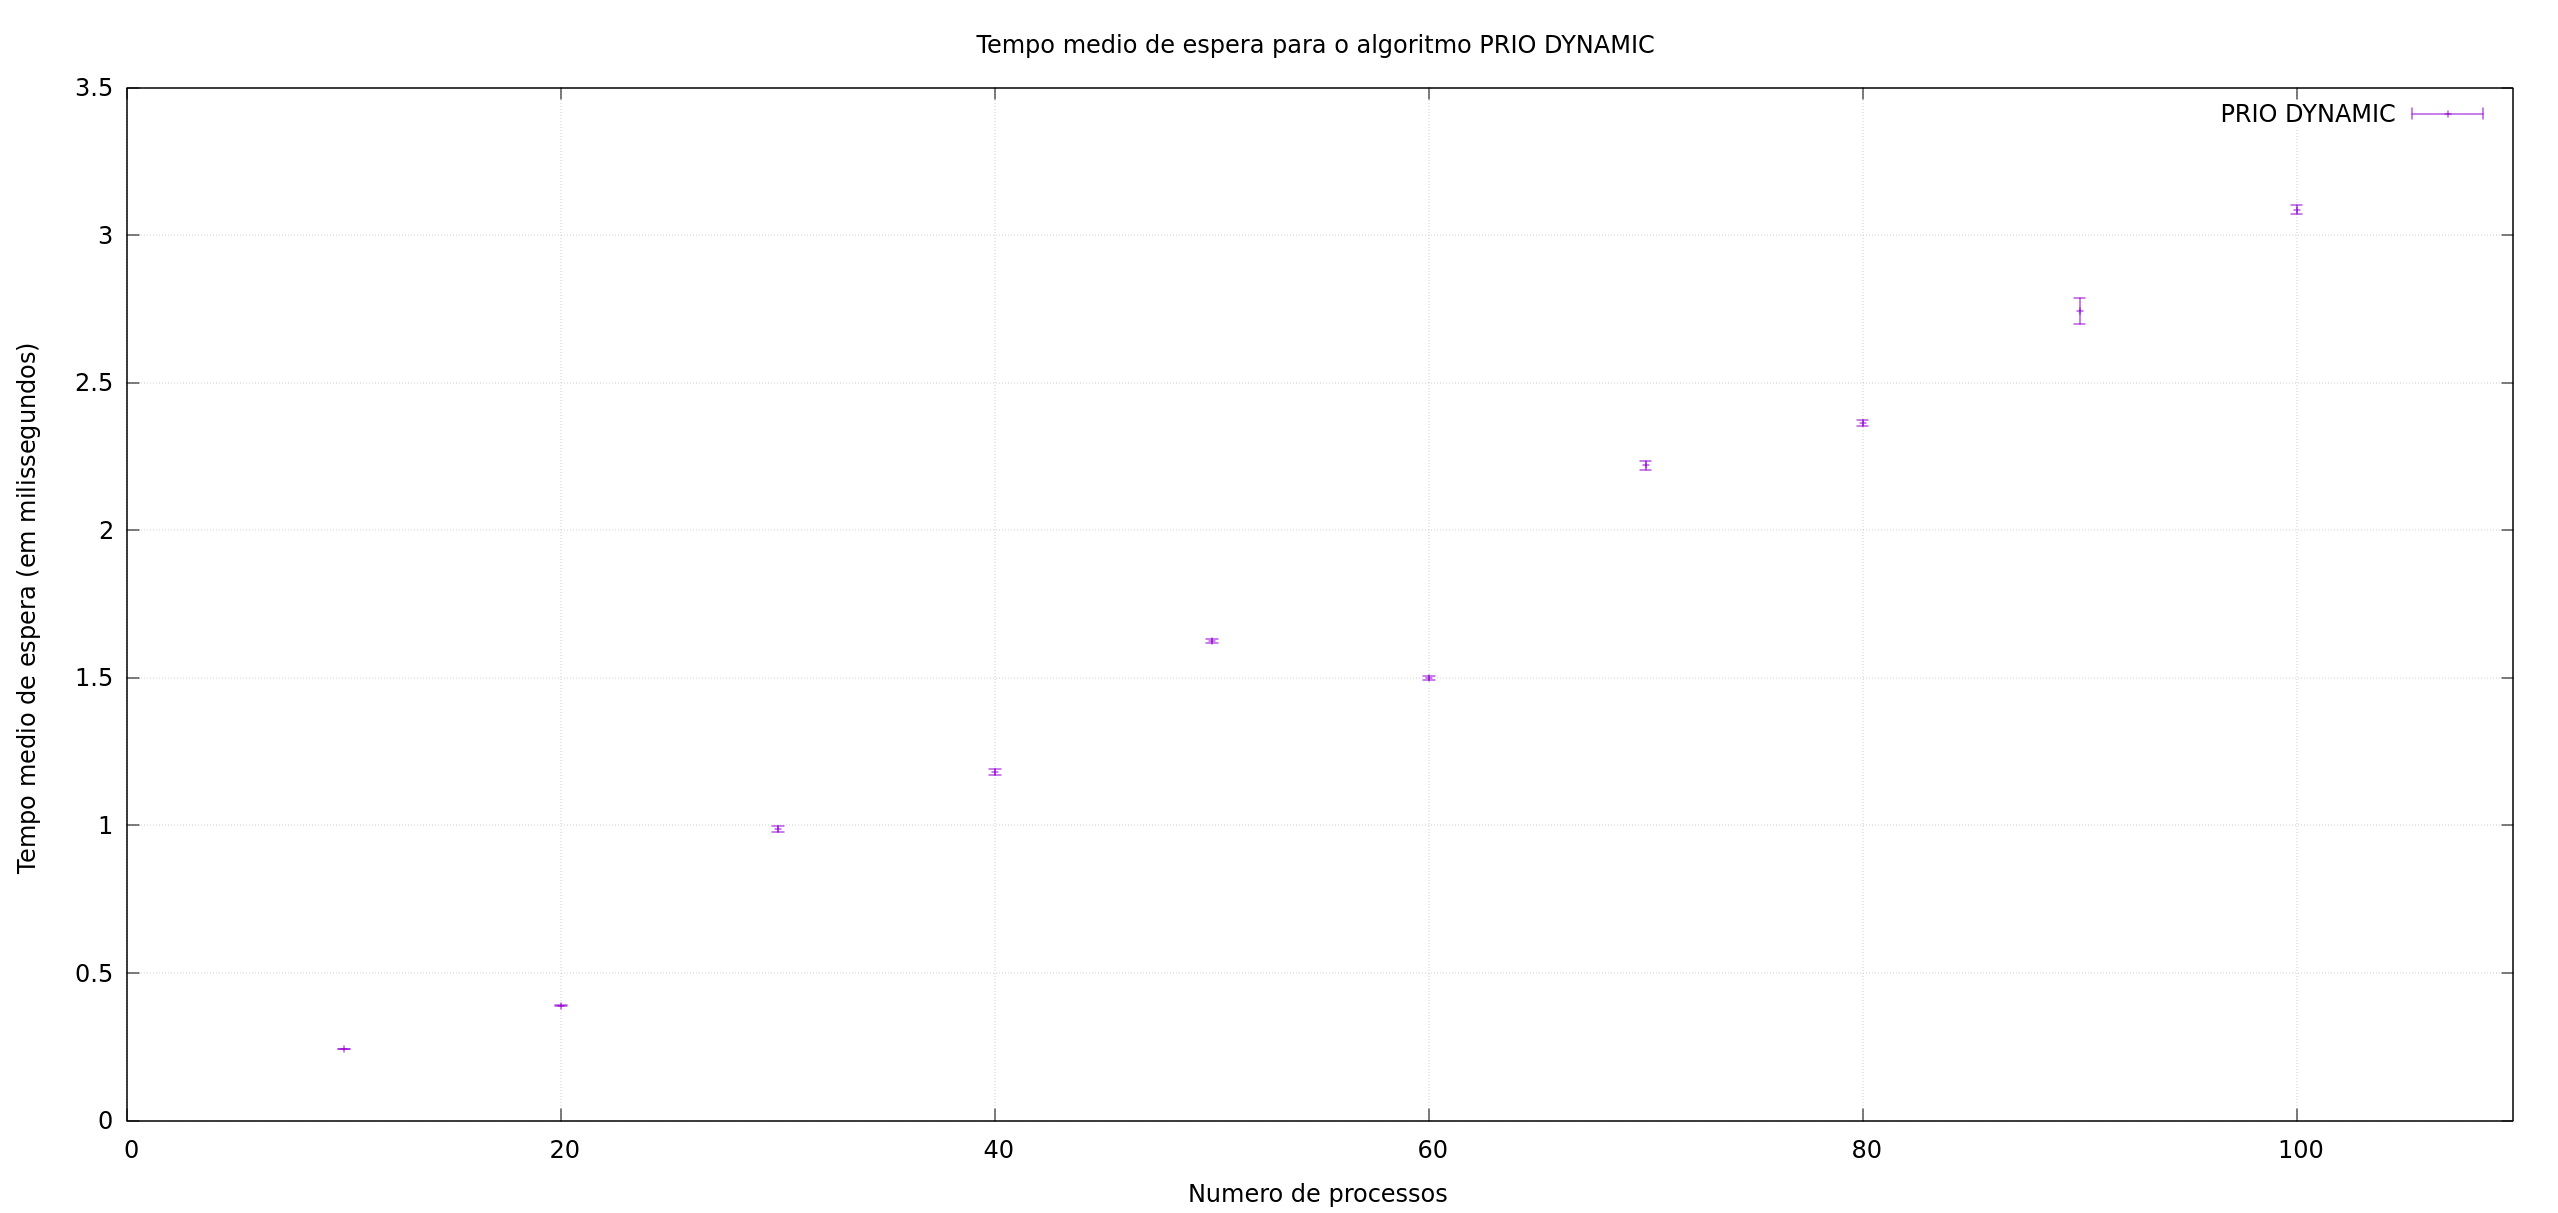 Tempo medio de espera para o algoritmo PRIO DYNAMIC
PRIO DYNAMIC
Tempo medio de espera (em milissegundos)
3.5
3
2.5
2
1.5
1
0.5
0
0 20 40 60 80 100
Numero de processos